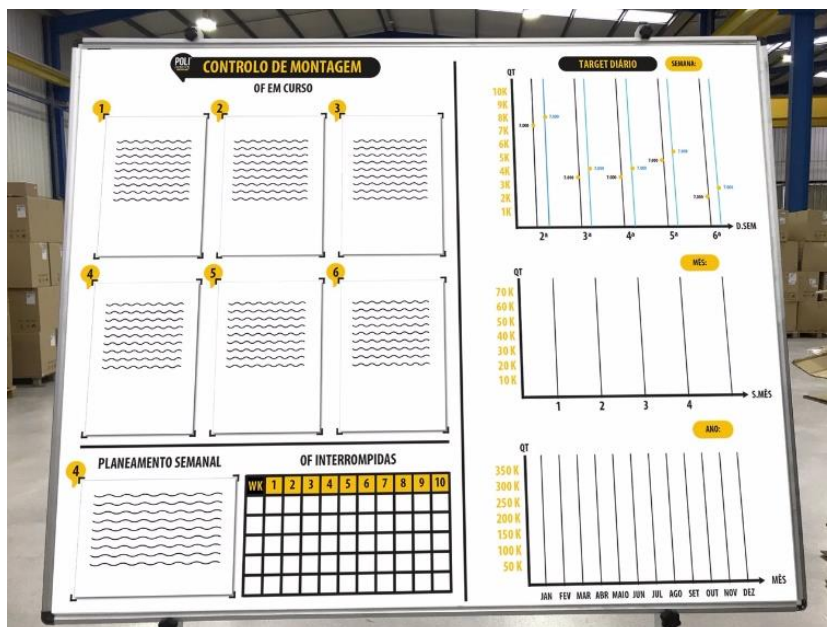 POLI
CONTROLO DE MONTAGEM
OF EM CURSO
1
2
3
4
5
6
PLANEAMENTO SEMANAL
4
OF INTERROMPIDAS
WK 1 2 3 4 5 6 7 8 9 10
TARGET DIÁRIO
SEMANA:
QT
10K
9K
8K
7K
6K
5K
4K
3K
2K
1K
2ª 3ª 4ª 5ª 6ª
D.SEM
MÊS:
QT
70 K
60 K
50 K
40 K
30 K
20 K
10 K
1 2 3 4
S.MÊS
ANO:
QT
350 K
300 K
250 K
200 K
150 K
100 K
50 K
MÊS
JAN FEV MAR ABR MAIO JUN JUL AGO SET OUT NOV DEZ